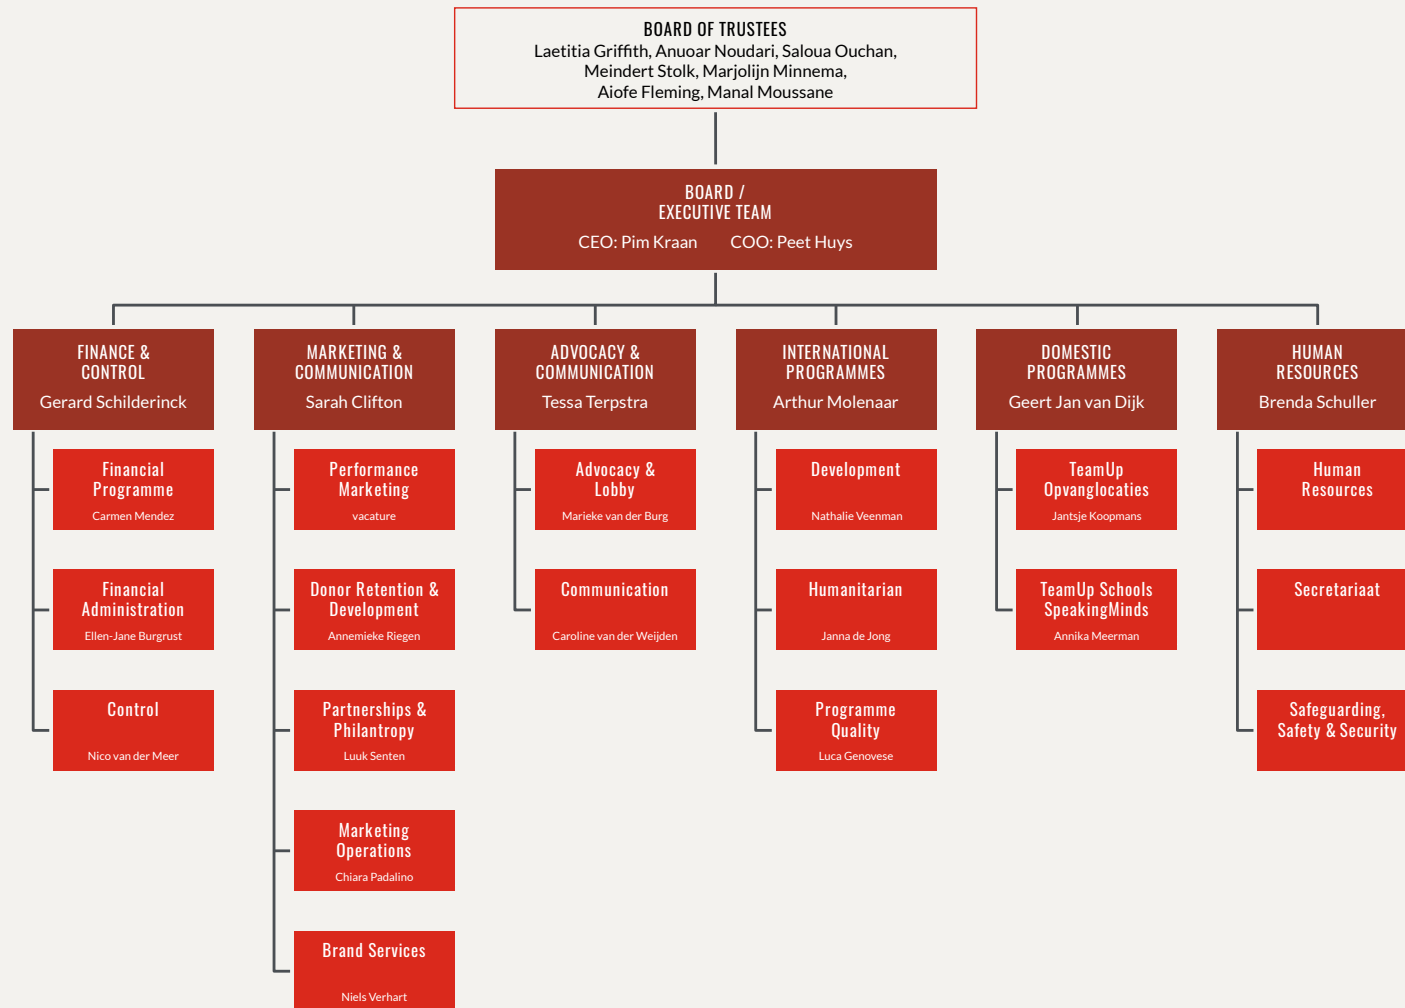 BOARD OF TRUSTEES
Laetitia Griffith, Anuoar Noudari, Saloua Ouchan,
Meindert Stolk, Marjolijn Minnema,
Aiofe Fleming, Manal Moussane
BOARD /
EXECUTIVE TEAM
CEO: Pim Kraan COO: Peet Huys
FINANCE &
CONTROL
Gerard Schilderinck
Financial
Programme
Carmen Mendez
Financial
Administration
Ellen-Jane Burgrust
Control
Nico van der Meer
MARKETING &
COMMUNICATION
Sarah Clifton
Performance
Marketing
vacature
Donor Retention &
Development
Annemieke Riegen
Partnerships &
Philantropy
Luuk Senten
Marketing
Operations
Chiara Padalino
Brand Services
Niels Verhart
ADVOCACY &
COMMUNICATION
Tessa Terpstra
Advocacy &
Lobby
Marieke van der Burg
Communication
Caroline van der Weijden
INTERNATIONAL
PROGRAMMES
Arthur Molenaar
Development
Nathalie Veenman
Humanitarian
Janna de Jong
Programme
Quality
Luca Genovese
DOMESTIC
PROGRAMMES
Geert Jan van Dijk
TeamUp
Opvanglocaties
Jantsje Koopmans
TeamUp Schools
SpeakingMinds
Annika Meerman
HUMAN
RESOURCES
Brenda Schuller
Human
Resources
Secretariaat
Safeguarding,
Safety & Security